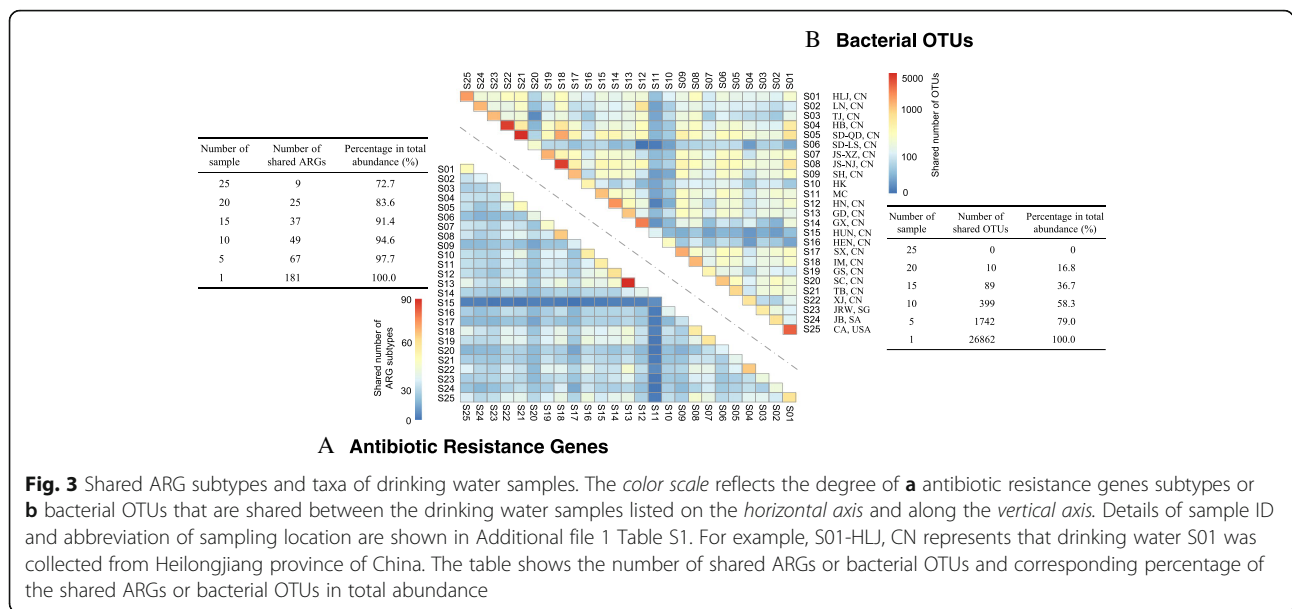 B Bacterial OTUs
S25 S24 S23 S22 S21 S20 S19 S18 S17 S16 S15 S14 S13 S12 S11 S10 S09 S08 S07 S06 S05 S04 S03 S02 S01
S01 HLJ, CN
S02 LN, CN
S03 TJ, CN
S04 HB, CN
S05 SD-QD, CN
S06 SD-LS, CN
S07 JS-XZ, CN
S08 JS-NJ, CN
S09 SH, CN
S10 HK
S11 MC
S12 HN, CN
S13 GD, CN
S14 GX, CN
S15 HUN, CN
S16 HEN, CN
S17 SX, CN
S18 IM, CN
S19 GS, CN
S20 SC, CN
S21 TB, CN
S22 XJ, CN
S23 JRW, SG
S24 JB, SA
S25 CA, USA
5000
1000
100
0
Shared number of OTUs
Number of sample Number of shared OTUs Percentage in total abundance (%)
25 0 0
20 10 16.8
15 89 36.7
10 399 58.3
5 1742 79.0
1 26862 100.0
Number of sample Number of shared ARGs Percentage in total abundance (%)
25 9 72.7
20 25 83.6
15 37 91.4
10 49 94.6
5 67 97.7
1 181 100.0
90
60
30
0
Shared number of ARG subtypes
S01
S02
S03
S04
S05
S06
S07
S08
S09
S10
S11
S12
S13
S14
S15
S16
S17
S18
S19
S20
S21
S22
S23
S24
S25
S25 S24 S23 S22 S21 S20 S19 S18 S17 S16 S15 S14 S13 S12 S11 S10 S09 S08 S07 S06 S05 S04 S03 S02 S01
A Antibiotic Resistance Genes
Fig. 3 Shared ARG subtypes and taxa of drinking water samples. The color scale reflects the degree of a antibiotic resistance genes subtypes or
b bacterial OTUs that are shared between the drinking water samples listed on the horizontal axis and along the vertical axis. Details of sample ID
and abbreviation of sampling location are shown in Additional file 1 Table S1. For example, S01-HLJ, CN represents that drinking water S01 was
collected from Heilongjiang province of China. The table shows the number of shared ARGs or bacterial OTUs and corresponding percentage of
the shared ARGs or bacterial OTUs in total abundance